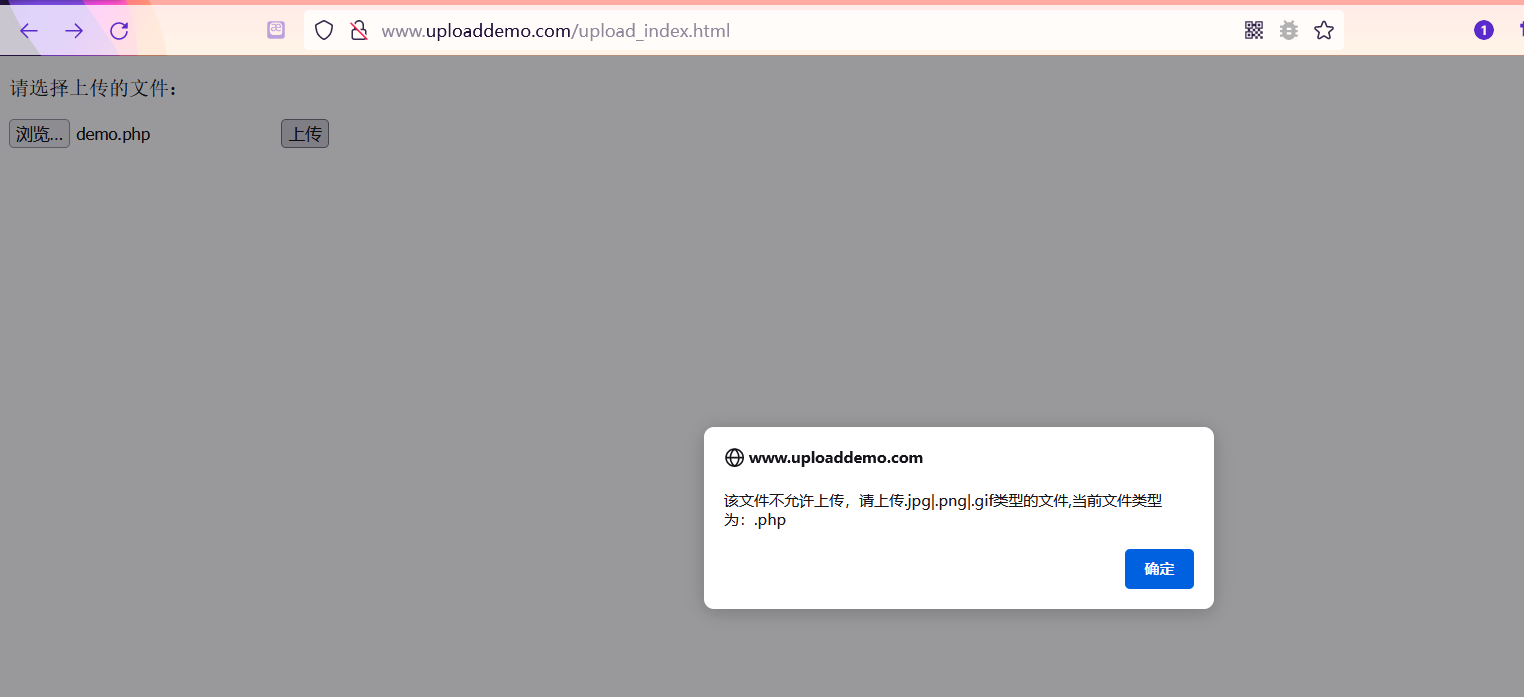 www.uploaddemo.com/upload_index.html
1
请选择上传的文件：
浏览... demo.php 上传
www.uploaddemo.com
该文件不允许上传，请上传.jpg|.png|.gif类型的文件,当前文件类型
为：.php
确定